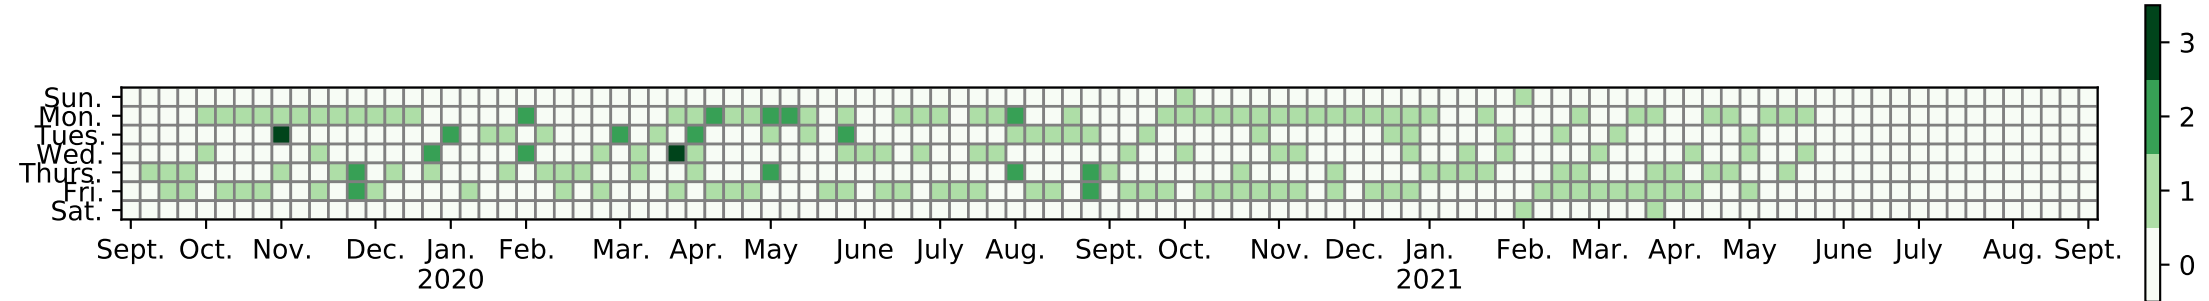 3
Sun.
Mon.
2
Tues.
Wed.
Thurs.
1
Fri.
Sat.
Sept. Oct. Nov. Dec. Jan. Feb. Mar. Apr. May June July Aug. Sept. Oct. Nov. Dec. Jan. Feb. Mar. Apr. May June July Aug. Sept.
0
2020 2021